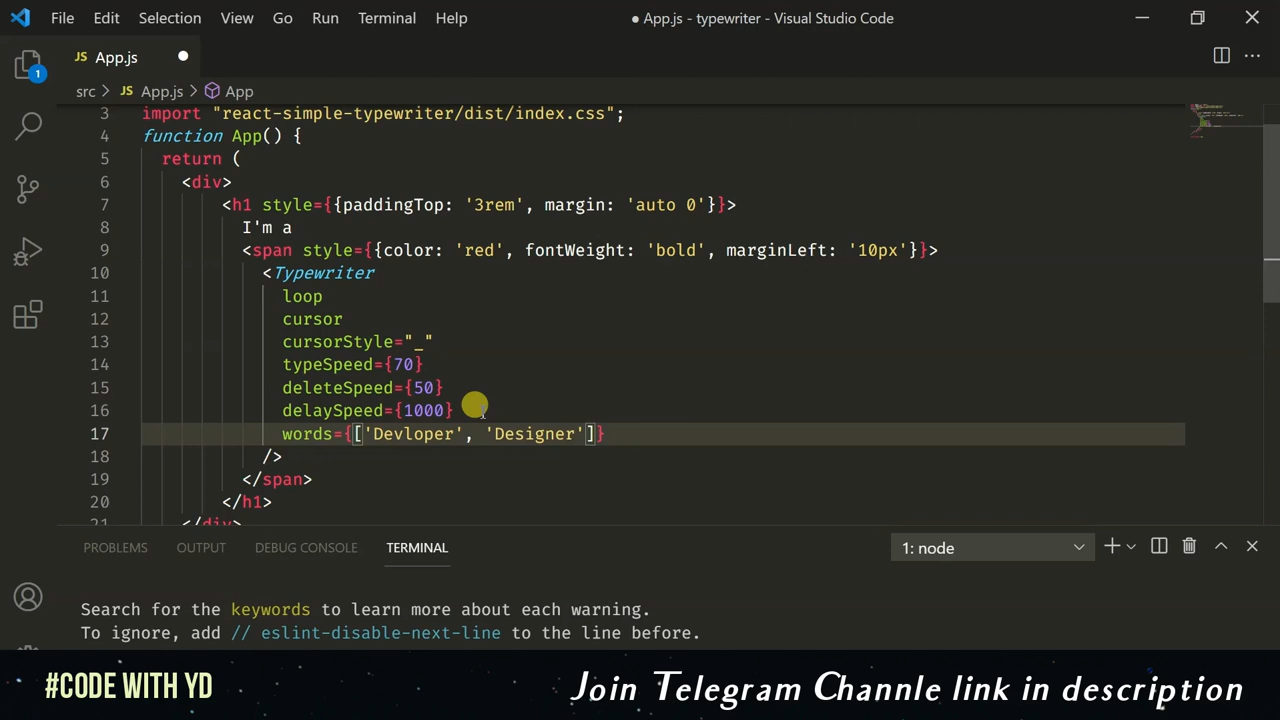 File Edit Selection View Go Run Terminal Help ● App.js - typewriter - Visual Studio Code
1
JS App.js
src > JS App.js > App
3 import "react-simple-typewriter/dist/index.css";
4 function App() {
5 return (
6 <div>
7 <h1 style={{paddingTop: '3rem', margin: 'auto 0'}}>
8 I'm a
9 <span style={{color: 'red', fontWeight: 'bold', marginLeft: '10px'}}>
10 <Typewriter
11 loop
12 cursor
13 cursorStyle="_"
14 typeSpeed={70}
15 deleteSpeed={50}
16 delaySpeed={1000}
17 words={['Devloper', 'Designer']}
18 />
19 </span>
20 </h1>
21 </div>
PROBLEMS OUTPUT DEBUG CONSOLE TERMINAL 1: node
Search for the keywords to learn more about each warning.
To ignore, add // eslint-disable-next-line to the line before.
#CODE WITH YD Join Telegram Channle link in description